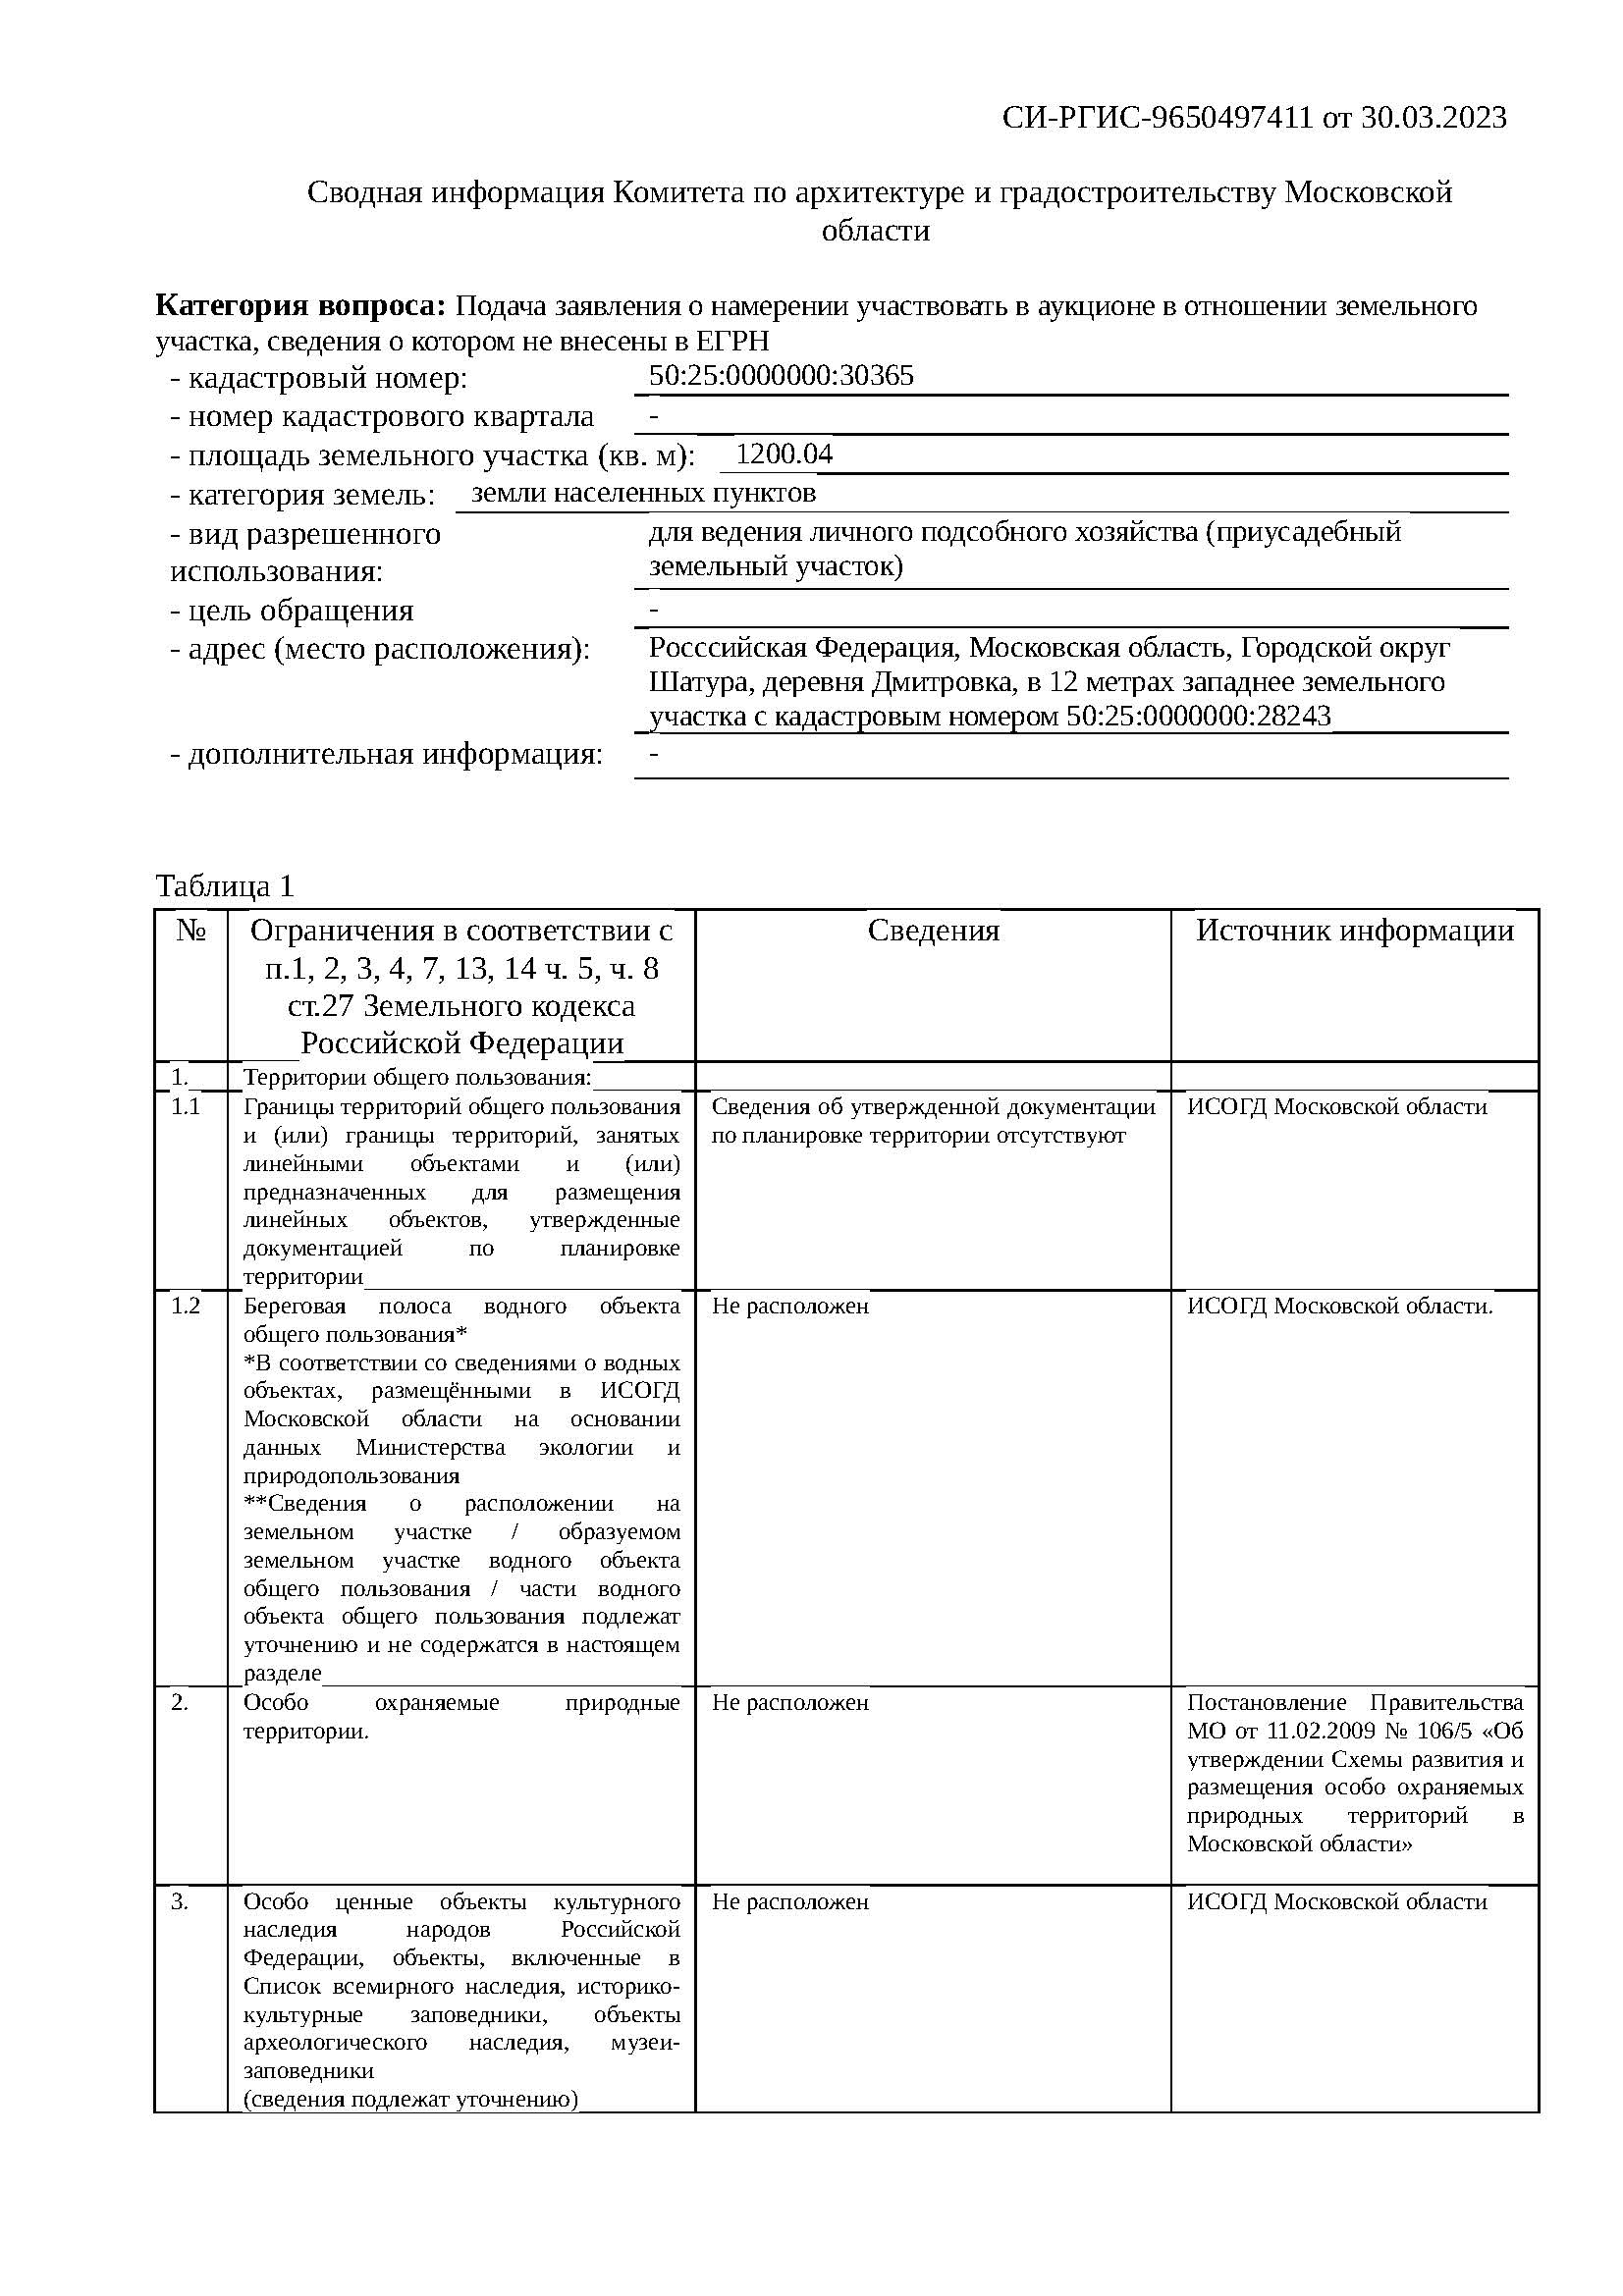 СИ-РГИС-9650497411 от 30.03.2023
Сводная информация Комитета по архитектуре и градостроительству Московской
области
Категория вопроса: Подача заявления о намерении участвовать в аукционе в отношении земельного
участка, сведения о котором не внесены в ЕГРН
- кадастровый номер: 50:25:0000000:30365
- номер кадастрового квартала -
- площадь земельного участка (кв. м): 1200.04
- категория земель: земли населенных пунктов
- вид разрешенного
использования:
для ведения личного подсобного хозяйства (приусадебный
земельный участок)
- цель обращения -
- адрес (место расположения):
Росссийская Федерация, Московская область, Городской округ
Шатура, деревня Дмитровка, в 12 метрах западнее земельного
участка с кадастровым номером 50:25:0000000:28243
- дополнительная информация: -
Таблица 1
№
Ограничения в соответствии с
п.1, 2, 3, 4, 7, 13, 14 ч. 5, ч. 8
ст.27 Земельного кодекса
Российской Федерации
Сведения
Источник информации
1.
Территории общего пользования:
1.1
Границы территорий общего пользования
и (или) границы территорий, занятых
линейными объектами и (или)
предназначенных для размещения
линейных объектов, утвержденные
документацией по планировке
территории
Сведения об утвержденной документации
по планировке территории отсутствуют
ИСОГД Московской области
1.2
Береговая полоса водного объекта
общего пользования*
*В соответствии со сведениями о водных
объектах, размещёнными в ИСОГД
Московской области на основании
данных Министерства экологии и
природопользования
**Сведения о расположении на
земельном участке / образуемом
земельном участке водного объекта
общего пользования / части водного
объекта общего пользования подлежат
уточнению и не содержатся в настоящем
разделе
Не расположен
ИСОГД Московской области.
2.
Особо охраняемые природные
территории.
Не расположен
Постановление Правительства
МО от 11.02.2009 № 106/5 «Об
утверждении Схемы развития и
размещения особо охраняемых
природных территорий в
Московской области»
3.
Особо ценные объекты культурного
наследия народов Российской
Федерации, объекты, включенные в
Список всемирного наследия, историко-
культурные заповедники, объекты
археологического наследия, музеи-
заповедники
(сведения подлежат уточнению)
Не расположен
ИСОГД Московской области